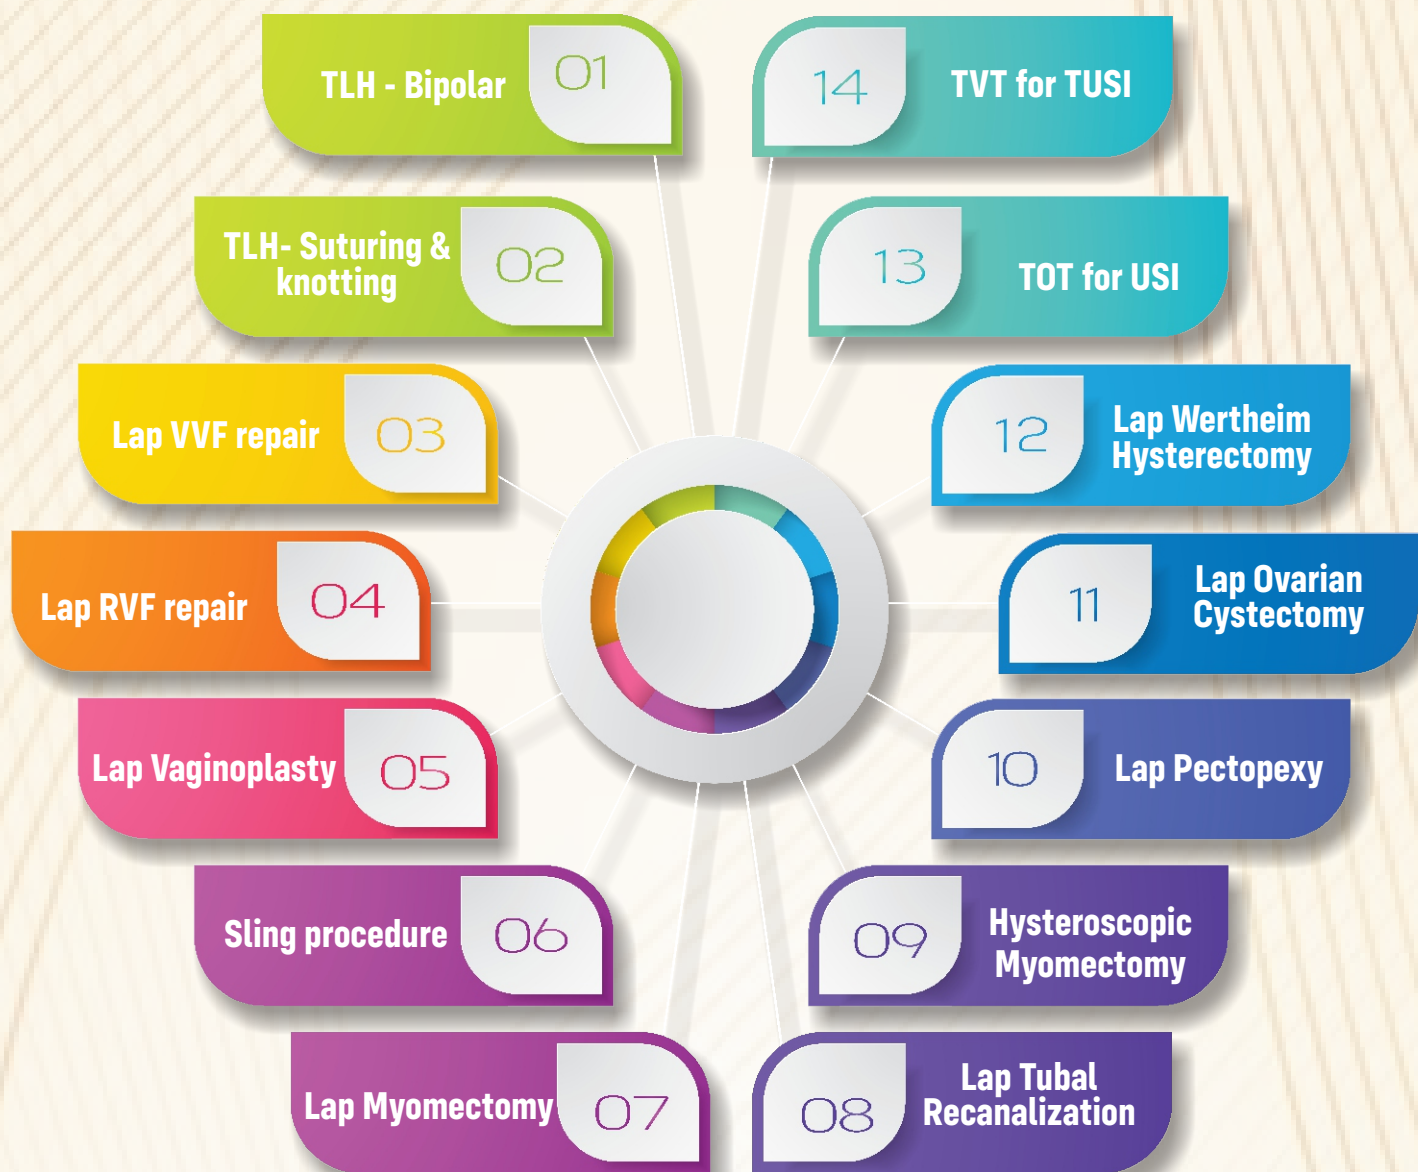 TLH - Bipolar
01
TLH- Suturing &
knotting
02
Lap VVF repair
03
Lap RVF repair
04
Lap Vaginoplasty
05
Sling procedure
06
Lap Myomectomy
07
08
Lap Tubal
Recanalization
09
Hysteroscopic
Myomectomy
10
Lap Pectopexy
11
Lap Ovarian
Cystectomy
12
Lap Wertheim
Hysterectomy
13
TOT for USI
14
TVT for TUSI